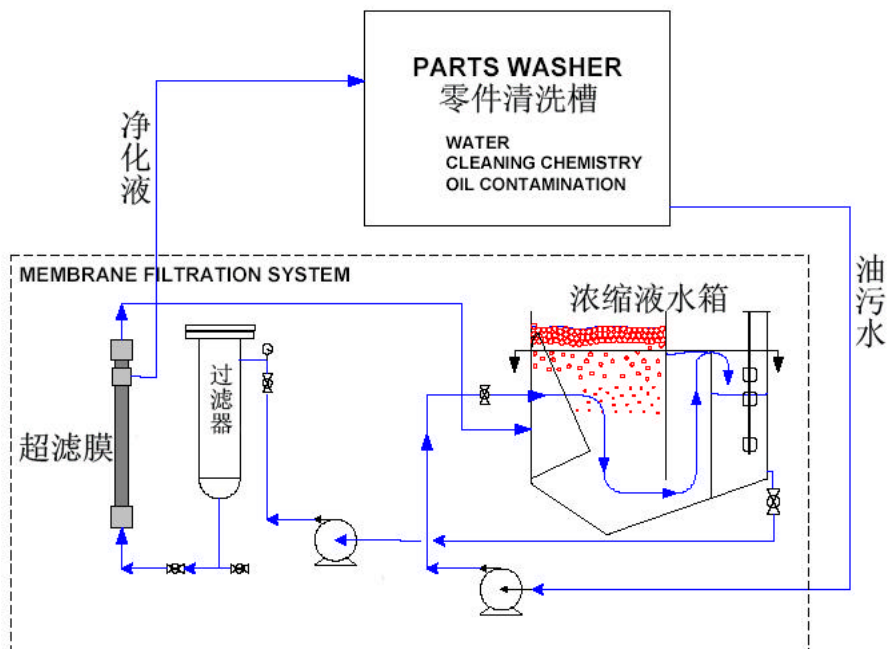 PARTS WASHER
零件清洗槽
WATER
CLEANING CHEMISTRY
OIL CONTAMINATION
净化液
油污水
MEMBRANE FILTRATION SYSTEM
浓缩液水箱
过滤器
超滤膜